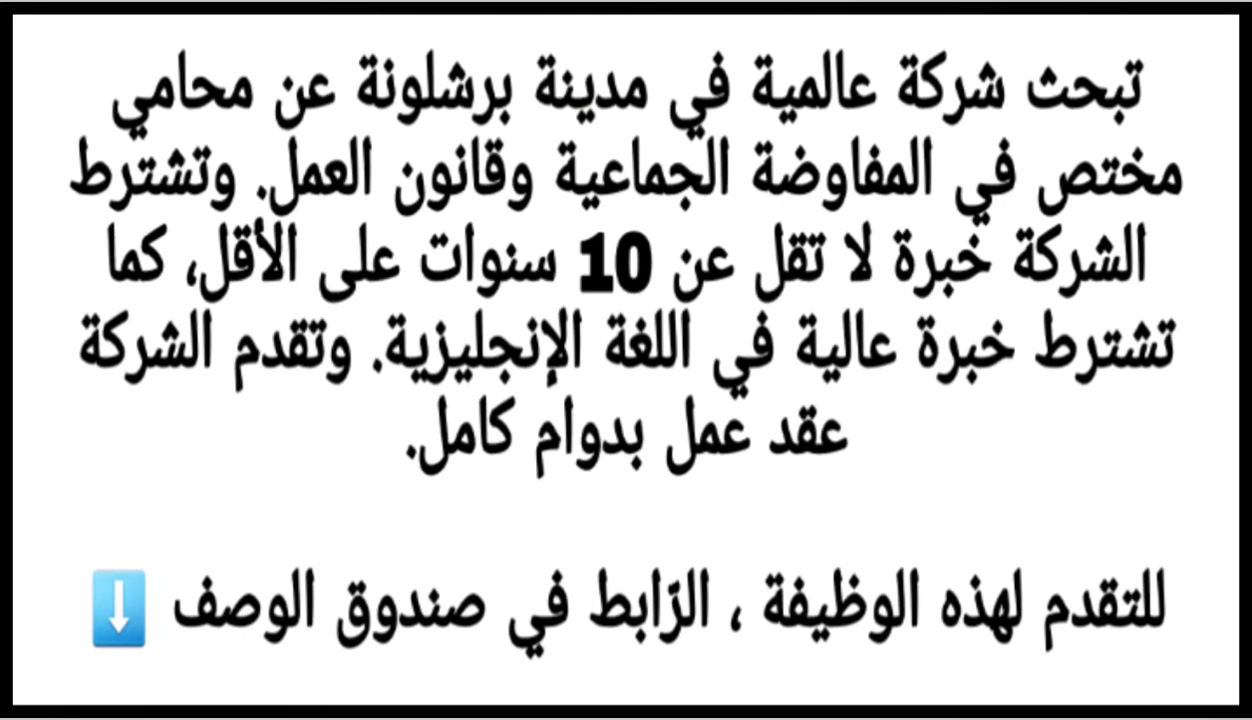 تبحث شركة عالمية في مدينة برشلونة عن محامي
مختص في المفاوضة الجماعية وقانون العمل. وتشترط
الشركة خبرة لا تقل عن 10 سنوات على الأقل، كما
تشترط خبرة عالية في اللغة الإنجليزية. وتقدم الشركة
عقد عمل بدوام كامل.
للتقدم لهذه الوظيفة ، الرّابط في صندوق الوصف ⬇️